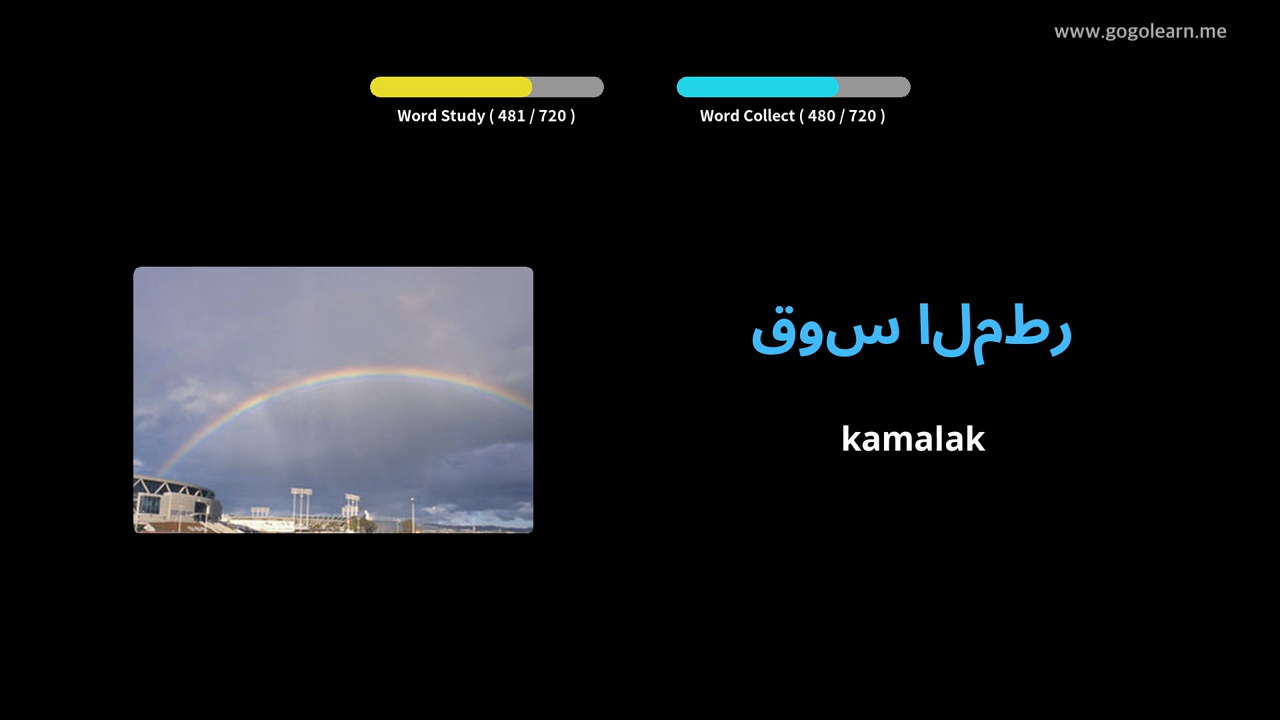 www.gogolearn.me
Word Study ( 481 / 720 )
Word Collect ( 480 / 720 )
قوس المطر
kamalak